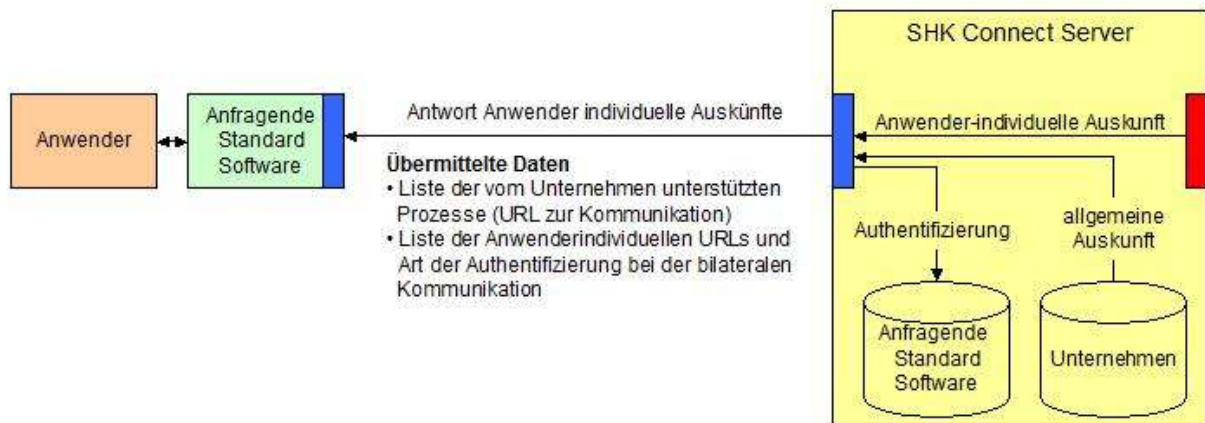 SHK Connect Server
Anwender
Anfragende
Standard
Software
Antwort Anwender individuelle Auskünfte
Übermittelte Daten
• Liste der vom Unternehmen unterstützten
Prozesse (URL zur Kommunikation)
• Liste der Anwenderindividuellen URLs und
Art der Authentifizierung bei der bilateralen
Kommunikation
Anwender-individuelle Auskunft
Authentifizierung
allgemeine
Auskunft
Anfragende
Standard
Software
Unternehmen